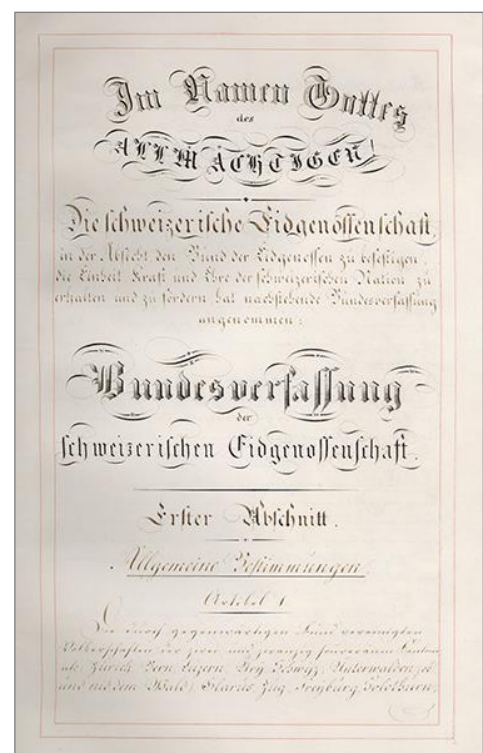 Im Namen Gottes
des
ALLMÄCHTIGEN!
Die schweizerische Eidgenossenschaft,
in der Absicht den Bund der Eidgenossen zu befestigen,
die Einheit Kraft und Ehre der schweizerischen Nation zu
erhalten und zu fördern hat nachstehende Bundesverfassung
angenommen:
Bundesverfassung
der
schweizerischen Eidgenossenschaft.
Erster Abschnitt.
Allgemeine Bestimmungen.
Artikel 1
Die durch gegenwärtigen Bund vereinigten
Völkerschaften der zwei und zwanzig souveränen Kantone
als: Zürich, Bern, Luzern, Ury, Schwyz, Unterwalden, ob
und nid dem Wald, Glarus, Zug, Freyburg, Solothurn,